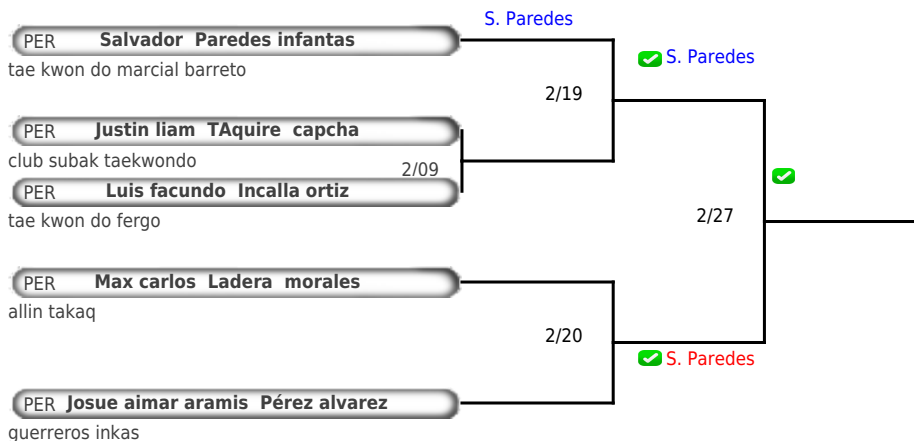 S. Paredes
PER Salvador Paredes infantas
tae kwon do marcial barreto
S. Paredes
2/19
PER Justin liam TAquire capcha
club subak taekwondo
2/09
PER Luis facundo Incalla ortiz
tae kwon do fergo
2/27
PER Max carlos Ladera morales
allin takaq
2/20
S. Paredes
PER Josue aimar aramis Pérez alvarez
guerreros inkas